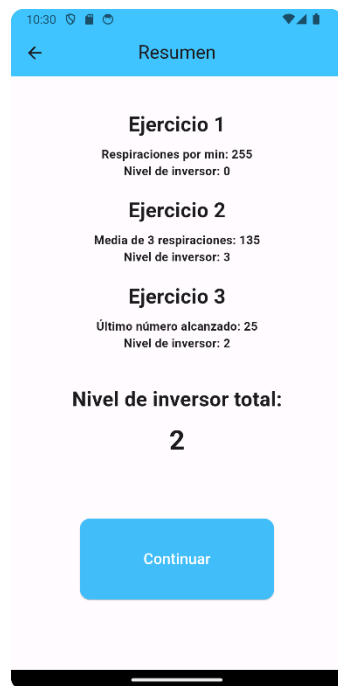 10:30
Resumen
Ejercicio 1
Respiraciones por min: 255
Nivel de inversor: 0
Ejercicio 2
Media de 3 respiraciones: 135
Nivel de inversor: 3
Ejercicio 3
Último número alcanzado: 25
Nivel de inversor: 2
Nivel de inversor total:
2
Continuar